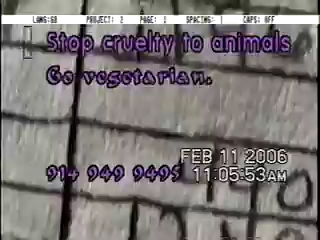 LANG:GB PROJECT: 2 PAGE: 1 SPACING: 1 CAPS: OFF
Stop cruelty to animals
Go vegetarian.
FEB 11 2006
914 949 9495 11:05:53AM